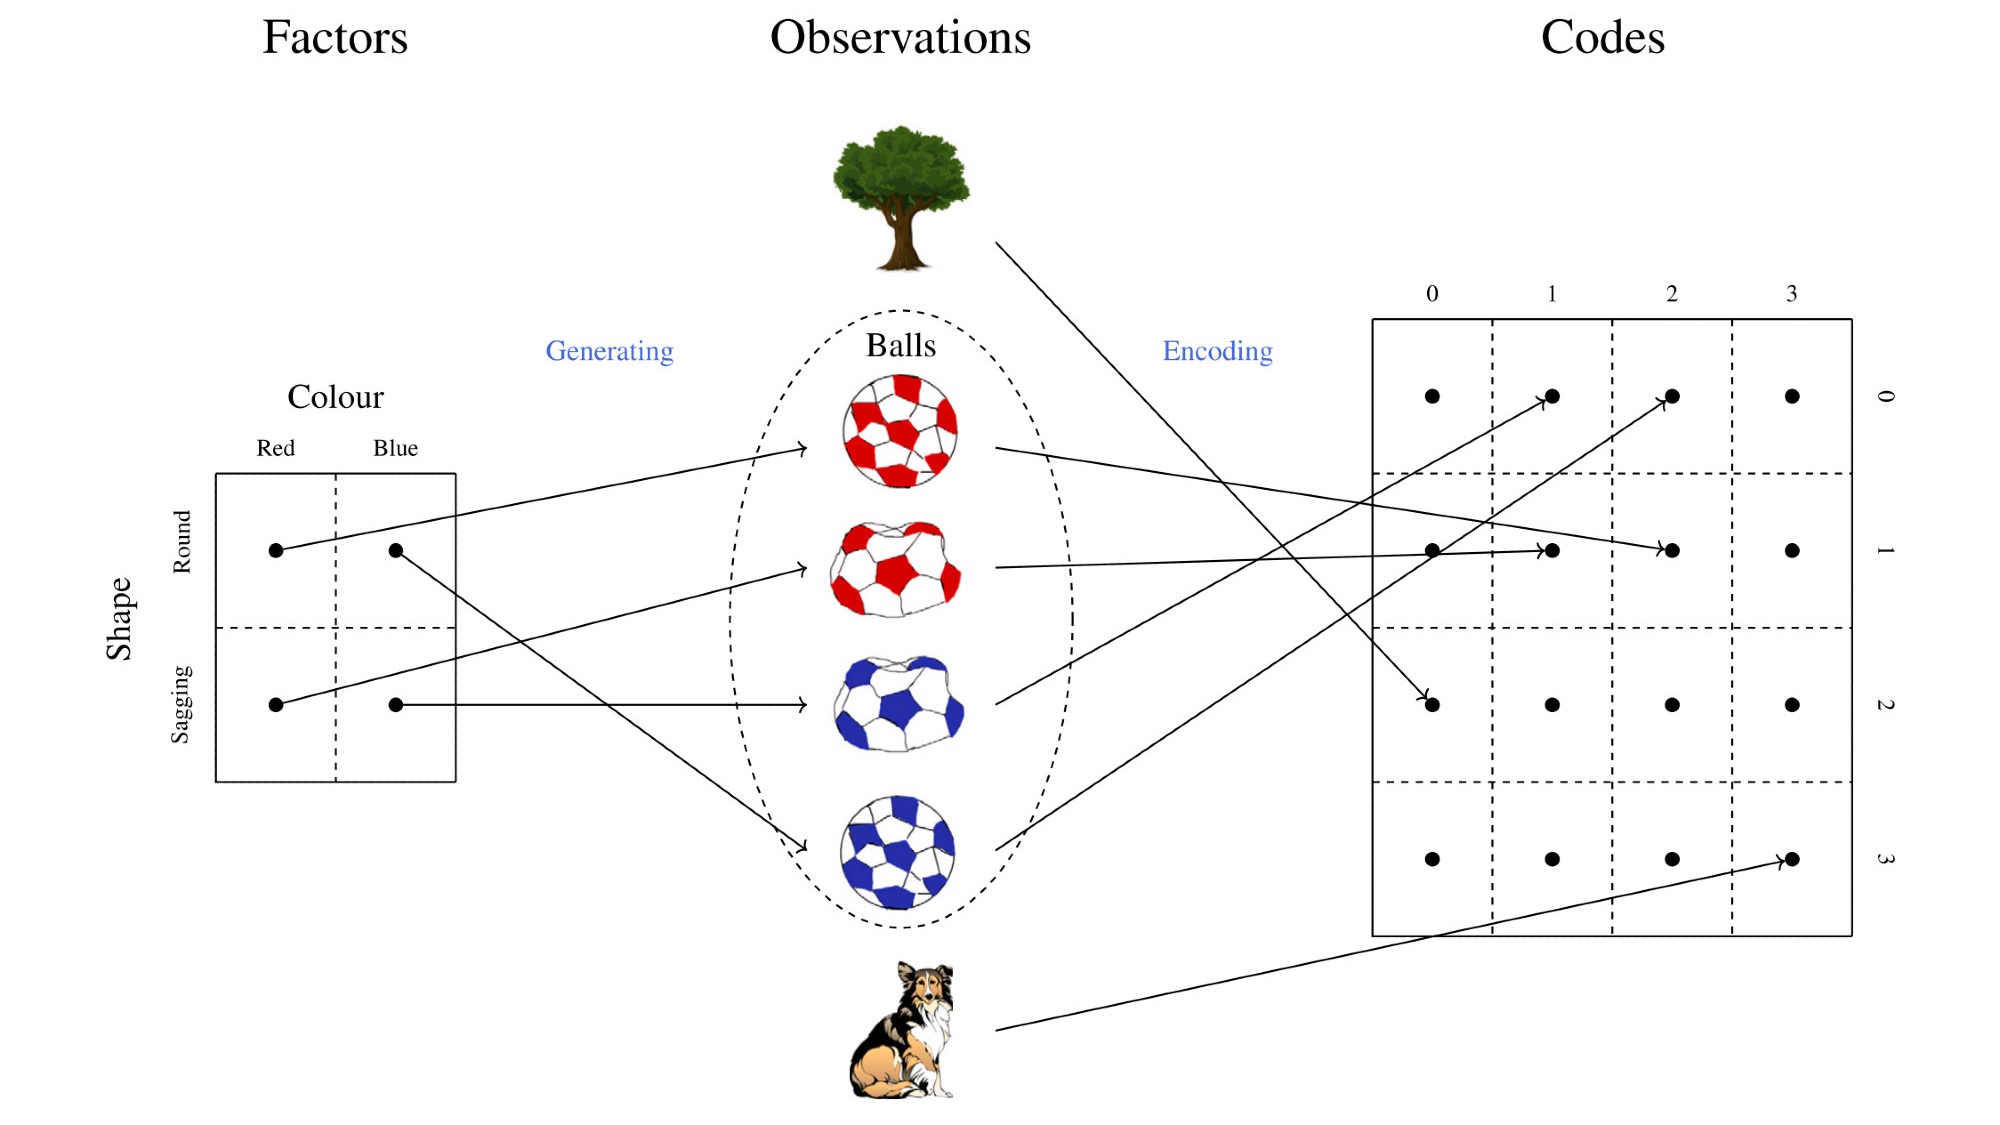 Factors
Observations
Codes
Generating
Balls
Encoding
Colour
Red Blue
Shape
Round
Sagging
0 1 2 3
0
1
2
3